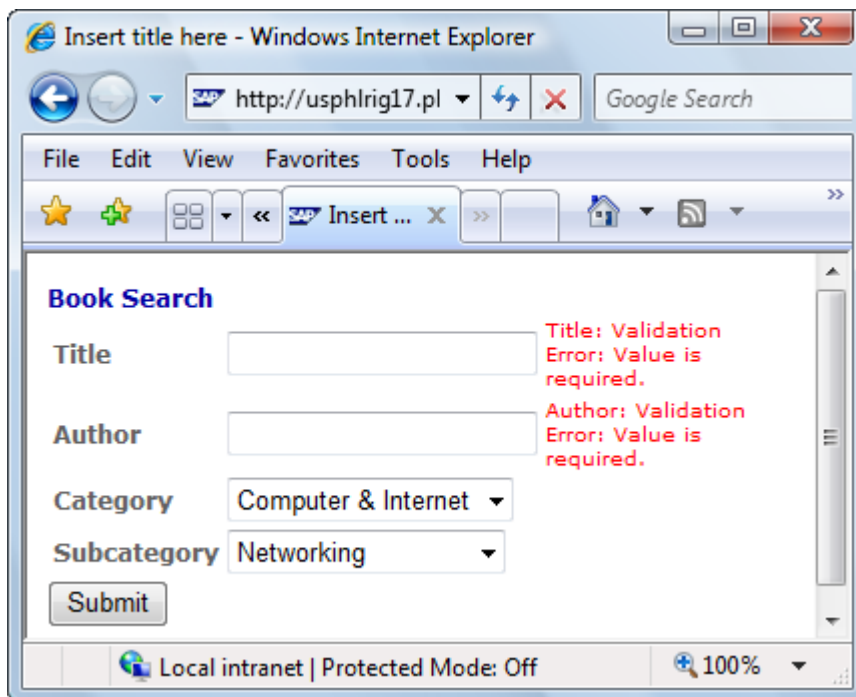 Insert title here - Windows Internet Explorer
SAP http://usphlrig17.pl Google Search
File Edit View Favorites Tools Help
« SAP Insert ... X » »
Book Search
Title
Title: Validation
Error: Value is
required.
Author
Author: Validation
Error: Value is
required.
Category Computer & Internet
Subcategory Networking
Submit
Local intranet | Protected Mode: Off 100%